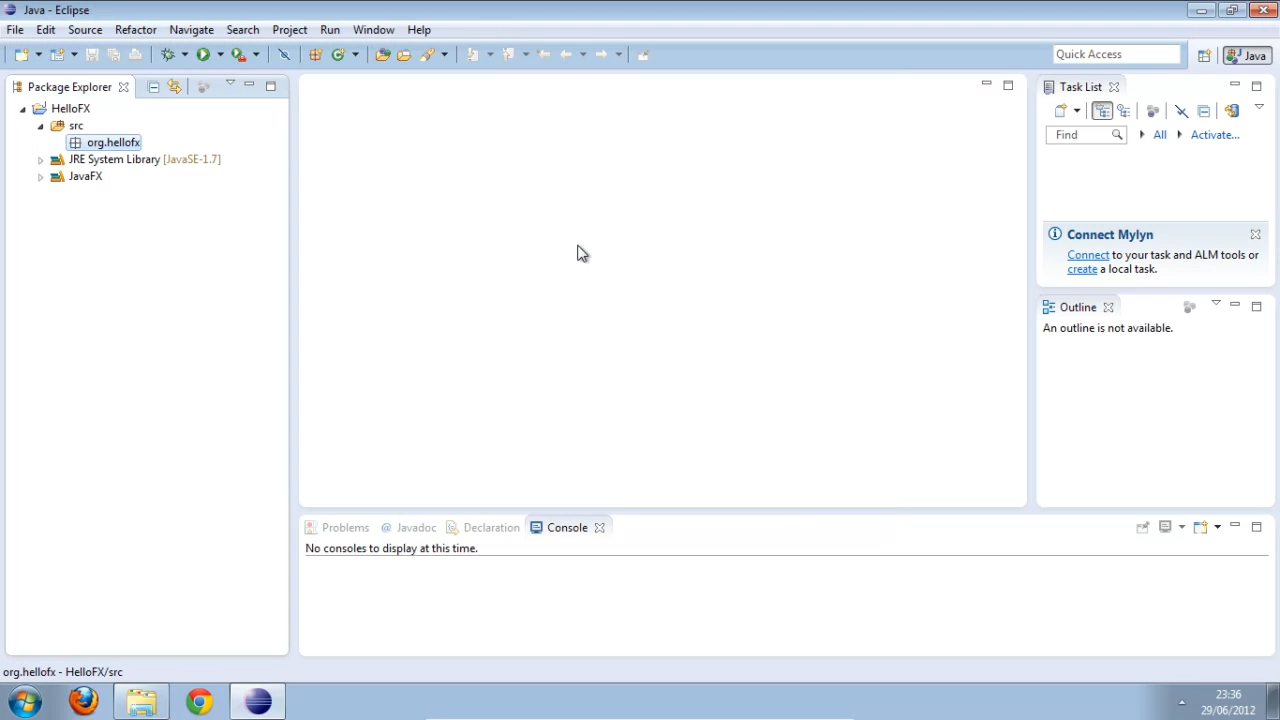 Java - Eclipse
File Edit Source Refactor Navigate Search Project Run Window Help
Quick Access
Java
Package Explorer
HelloFX
src
org.hellofx
JRE System Library [JavaSE-1.7]
JavaFX
Task List
Find
All
Activate...
Connect Mylyn
Connect to your task and ALM tools or
create a local task.
Outline
An outline is not available.
Problems @ Javadoc Declaration Console
No consoles to display at this time.
org.hellofx - HelloFX/src
23:36
29/06/2012